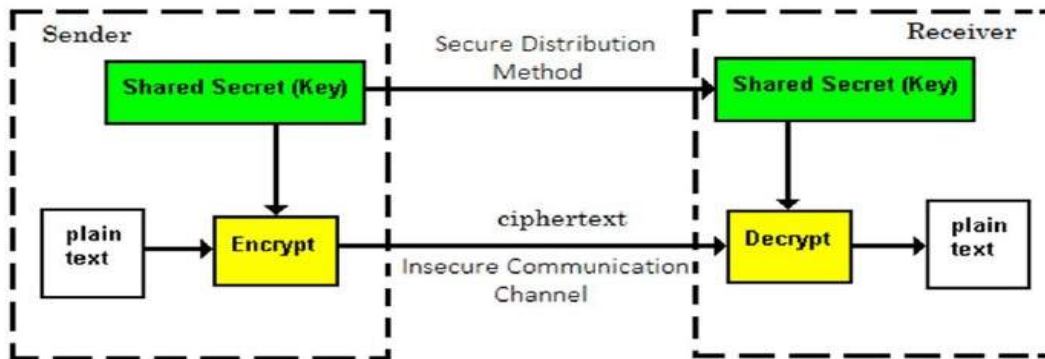 Sender
Receiver
Secure Distribution
Method
Shared Secret (Key)
Shared Secret (Key)
plain
text
Encrypt
ciphertext
Insecure Communication
Channel
Decrypt
plain
text